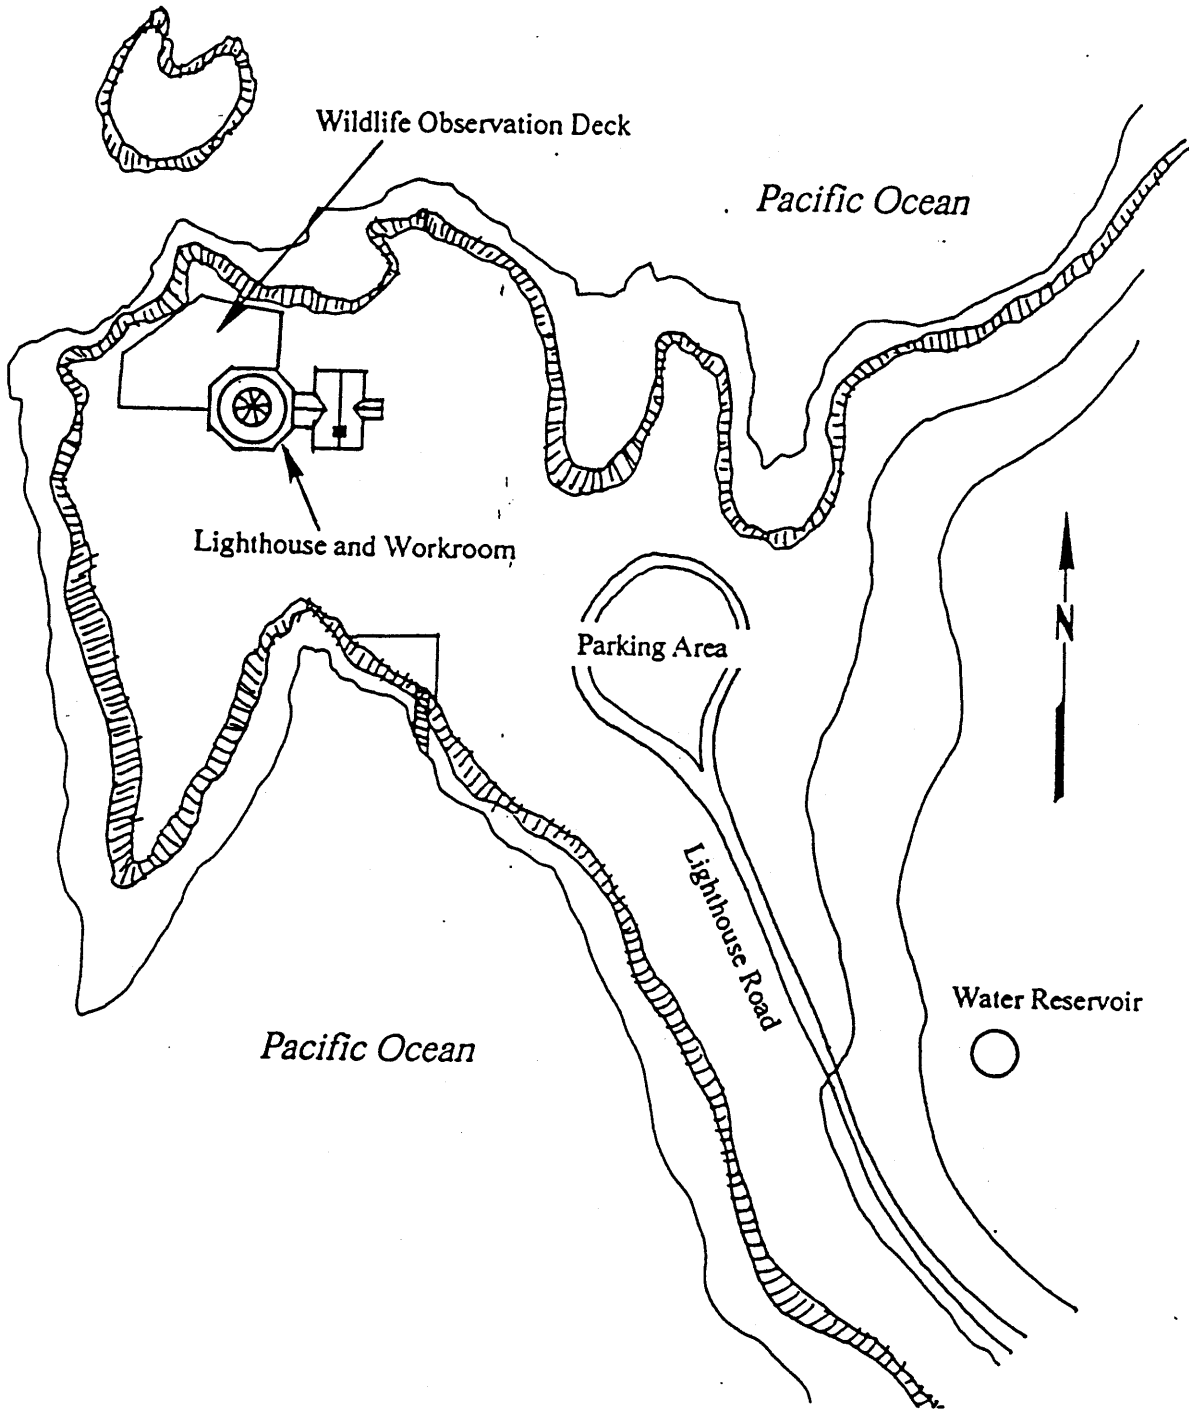 Wildlife Observation Deck
Pacific Ocean
Lighthouse and Workroom
Parking Area
N
Lighthouse Road
Water Reservoir
Pacific Ocean